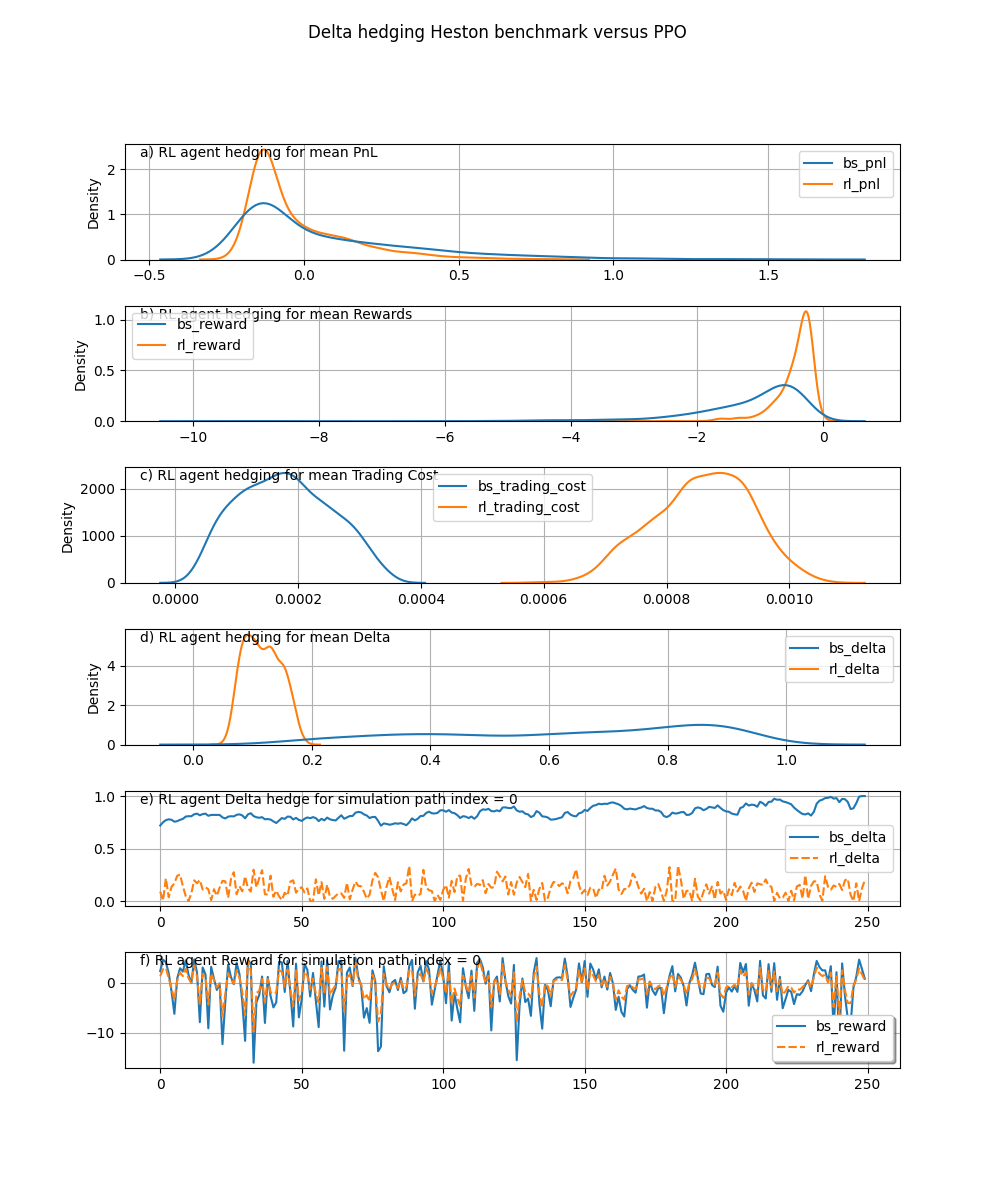 Delta hedging Heston benchmark versus PPO
a) RL agent hedging for mean PnL
bs_pnl
rl_pnl
Density
2
1
0
−0.5 0.0 0.5 1.0 1.5
b) RL agent hedging for mean Rewards
bs_reward
rl_reward
Density
1.0
0.5
0.0
−10 −8 −6 −4 −2 0
c) RL agent hedging for mean Trading Cost
bs_trading_cost
rl_trading_cost
Density
2000
1000
0
0.0000 0.0002 0.0004 0.0006 0.0008 0.0010
d) RL agent hedging for mean Delta
bs_delta
rl_delta
Density
4
2
0
0.0 0.2 0.4 0.6 0.8 1.0
e) RL agent Delta hedge for simulation path index = 0
bs_delta
rl_delta
1.0
0.5
0.0
0 50 100 150 200 250
f) RL agent Reward for simulation path index = 0
bs_reward
rl_reward
0
−10
0 50 100 150 200 250